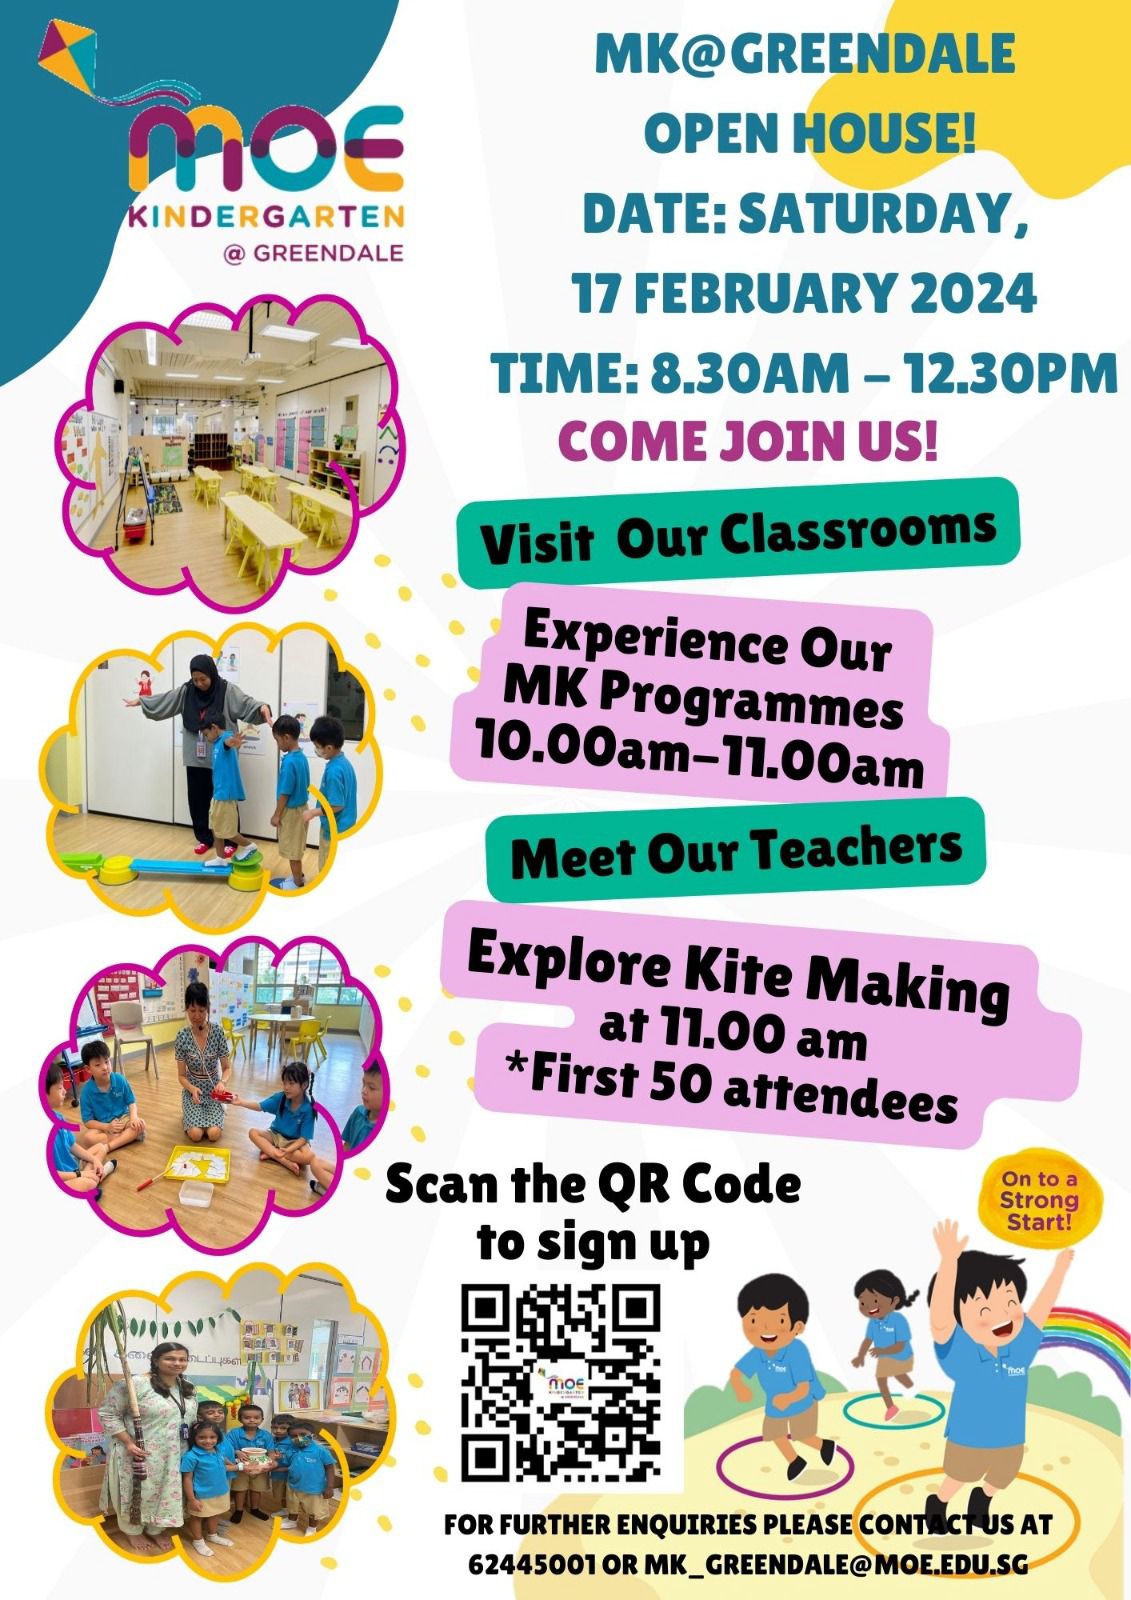 MOE
KINDERGARTEN
@ GREENDALE
MK@GREENDALE
OPEN HOUSE!
DATE: SATURDAY,
17 FEBRUARY 2024
TIME: 8.30AM – 12.30PM
COME JOIN US!
Visit Our Classrooms
Experience Our
MK Programmes
10.00am–11.00am
Meet Our Teachers
Explore Kite Making
at 11.00 am
*First 50 attendees
Scan the QR Code
to sign up
MOE
KINDERGARTEN
@ GREENDALE
On to a
Strong
Start!
FOR FURTHER ENQUIRIES PLEASE CONTACT US AT
62445001 OR MK_GREENDALE@MOE.EDU.SG